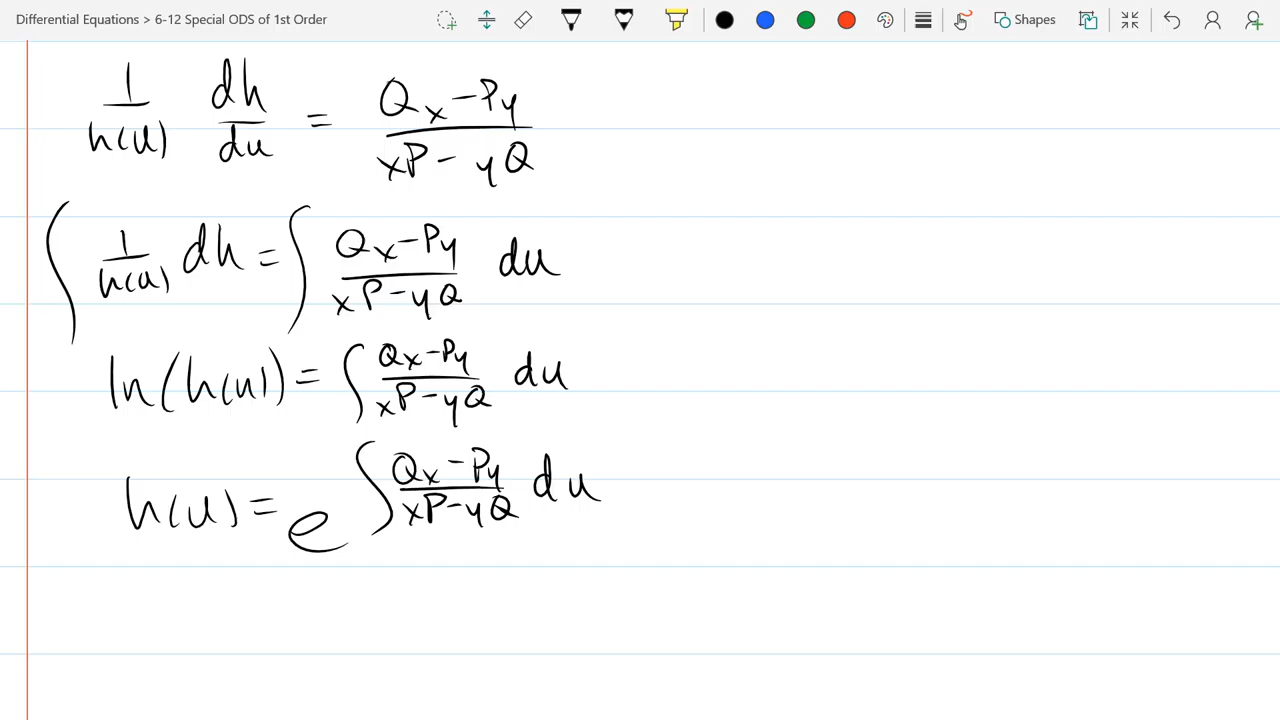 Differential Equations > 6-12 Special ODS of 1st Order Shapes
1/h(u) dh/du = (Qx - Py)/(xP - yQ)
∫ 1/h(u) dh = ∫ (Qx - Py)/(xP - yQ) du
ln(h(u)) = ∫ (Qx - Py)/(xP - yQ) du
h(u) = e^∫ (Qx - Py)/(xP - yQ) du